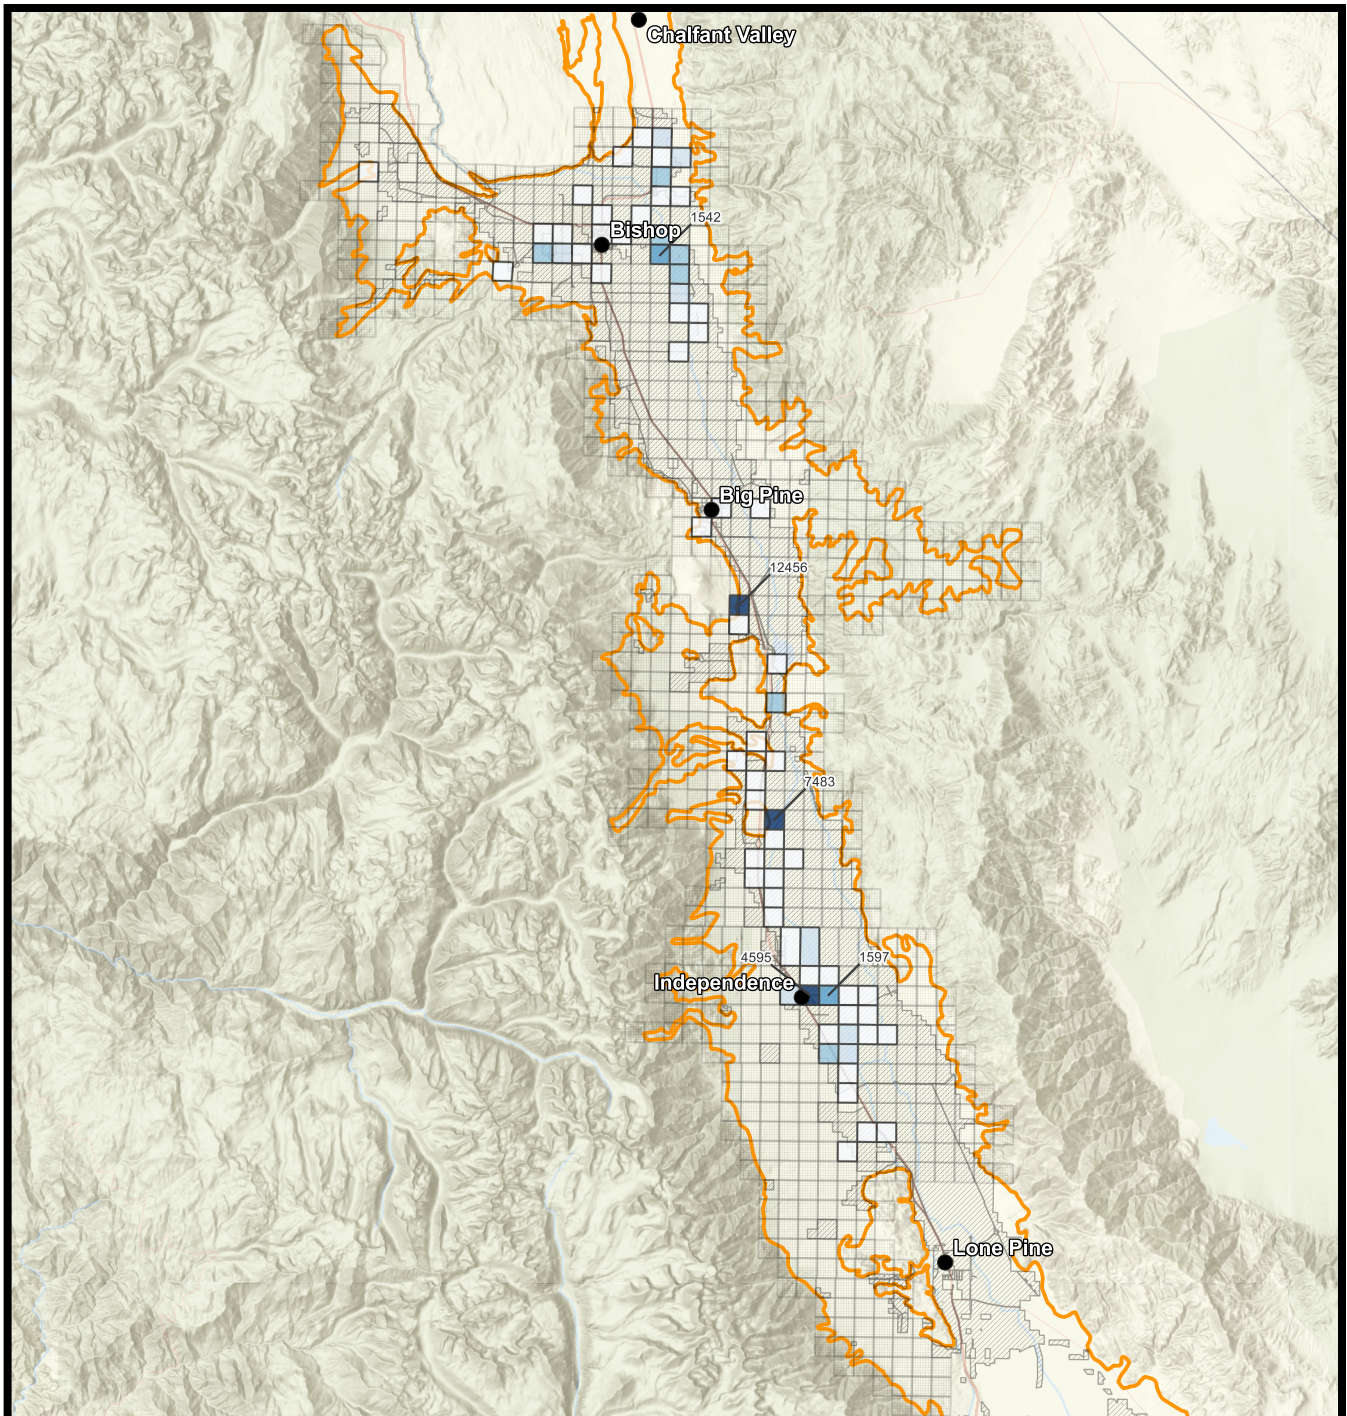 Chalfant Valley
1542
Bishop
Big Pine
12456
7483
4595
1597
Independence
Lone Pine